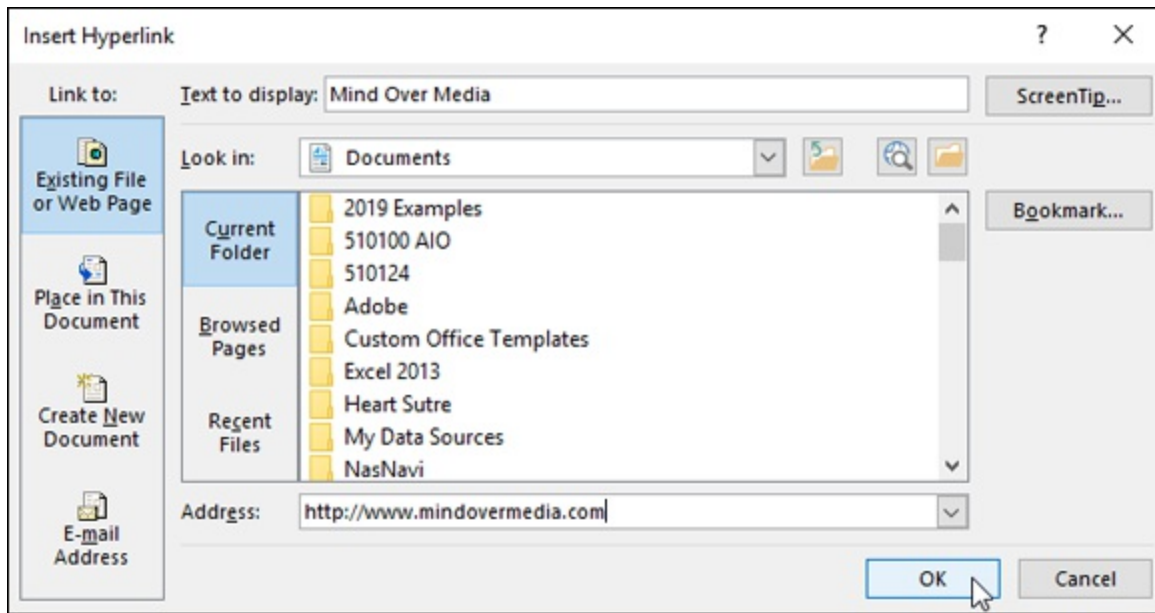 Insert Hyperlink
?
Link to:
Text to display: Mind Over Media
ScreenTip...
Existing File
or Web Page
Look in:
Documents
Current
Folder
2019 Examples
510100 AIO
510124
Adobe
Custom Office Templates
Excel 2013
Heart Sutre
My Data Sources
NasNavi
Bookmark...
Place in This
Document
Browsed
Pages
Create New
Document
Recent
Files
E-mail
Address
Address: http://www.mindovermedia.com
OK
Cancel